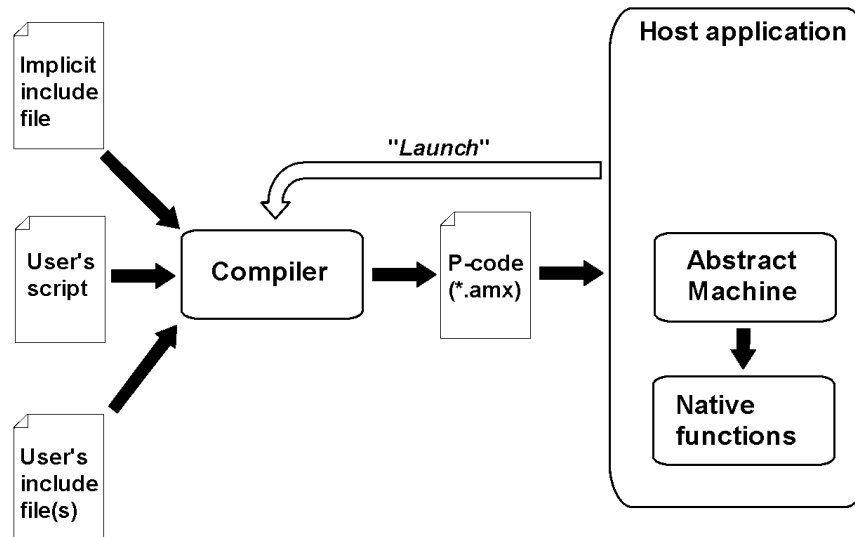 Implicit
include
file
User's
script
User's
include
file(s)
"Launch"
Compiler
P-code
(*.amx)
Host application
Abstract
Machine
Native
functions